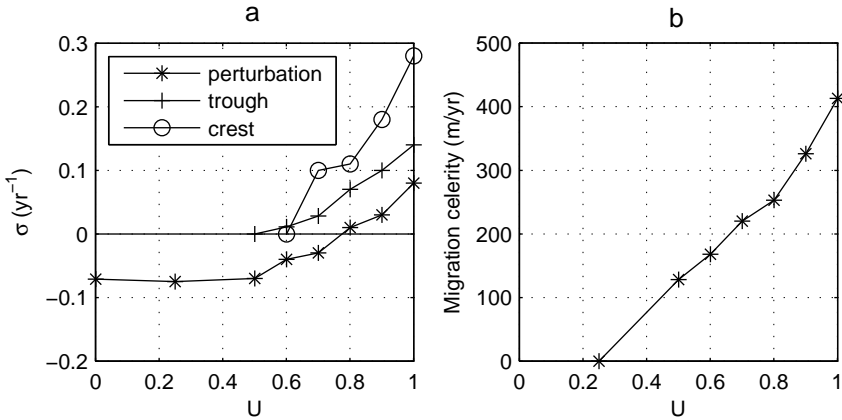 a
0.3
0.2
0.1
0
−0.1
−0.2
σ (yr⁻¹)
perturbation
trough
crest
0 0.2 0.4 0.6 0.8 1
U
b
500
400
300
200
100
0
Migration celerity (m/yr)
0 0.2 0.4 0.6 0.8 1
U